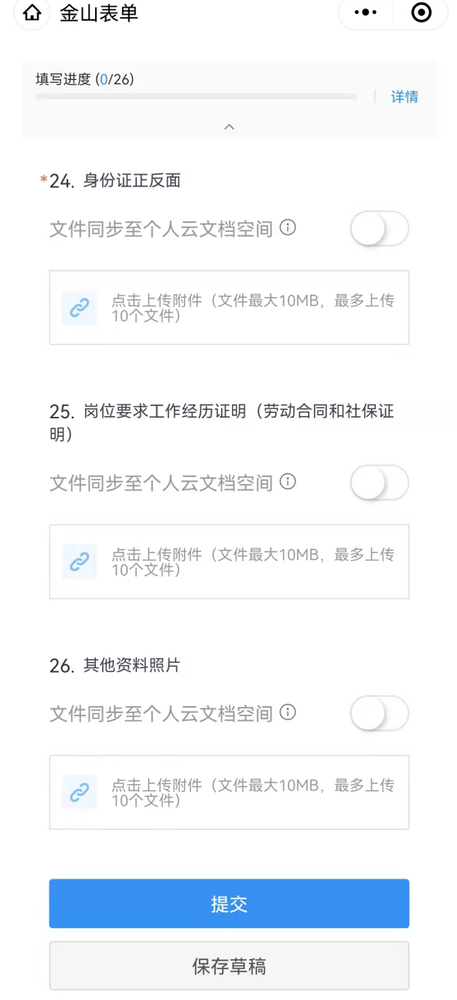 金山表单
填写进度 (0/26)
详情
*24. 身份证正反面
文件同步至个人云文档空间
点击上传附件（文件最大10MB，最多上传
10个文件）
25. 岗位要求工作经历证明（劳动合同和社保证
明）
文件同步至个人云文档空间
点击上传附件（文件最大10MB，最多上传
10个文件）
26. 其他资料照片
文件同步至个人云文档空间
点击上传附件（文件最大10MB，最多上传
10个文件）
提交
保存草稿